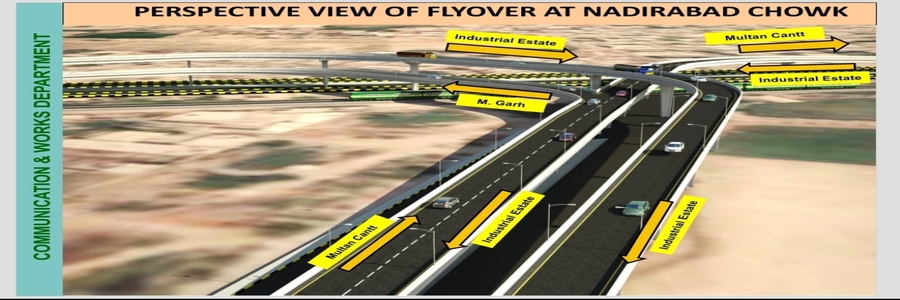 PERSPECTIVE VIEW OF FLYOVER AT NADIRABAD CHOWK
COMMUNICATION & WORKS DEPARTMENT
Industrial Estate
Multan Cantt
Industrial Estate
M. Garh
Multan Cantt
Industrial Estate
Industrial Estate